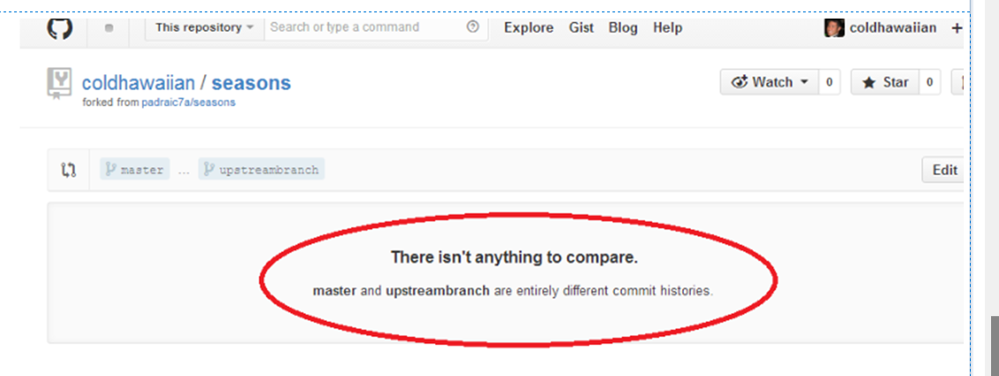 This repository Search or type a command Explore Gist Blog Help coldhawaiian +
coldhawaiian / seasons Watch 0 Star 0
forked from padraic7a/seasons
master ... upstreambranch Edit
There isn't anything to compare.
master and upstreambranch are entirely different commit histories.